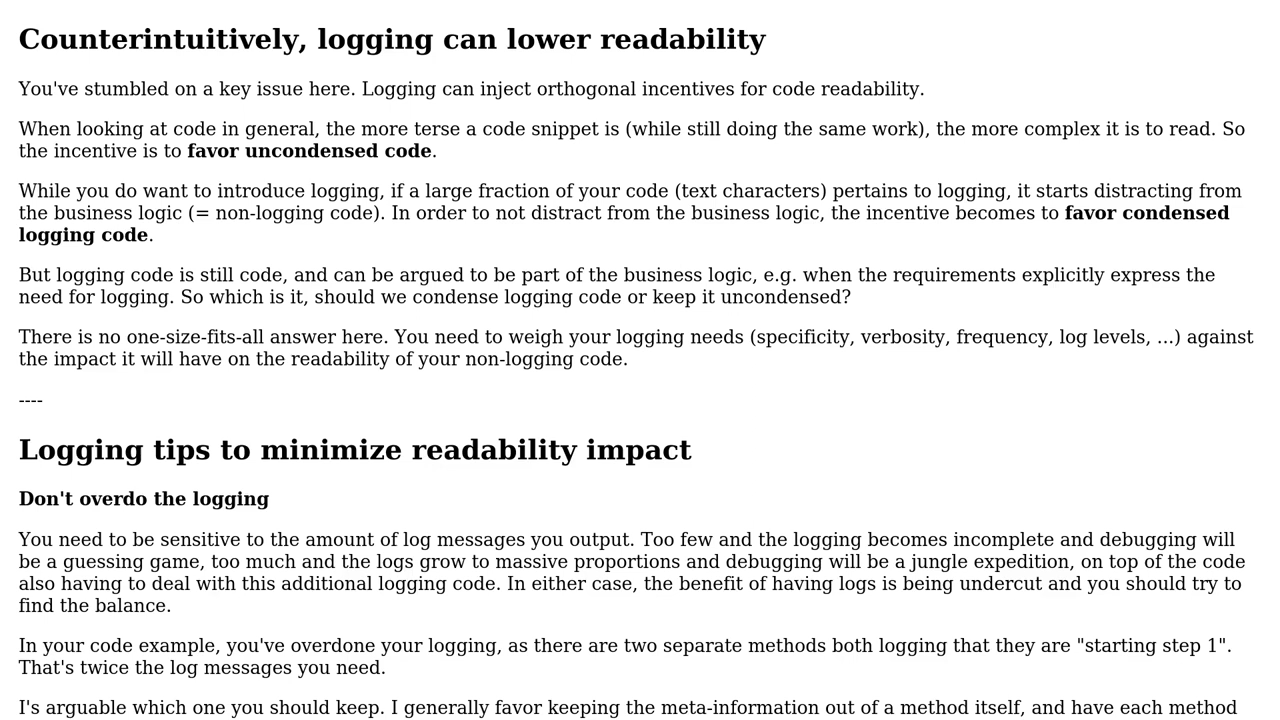 Counterintuitively, logging can lower readability
You've stumbled on a key issue here. Logging can inject orthogonal incentives for code readability.
When looking at code in general, the more terse a code snippet is (while still doing the same work), the more complex it is to read. So
the incentive is to favor uncondensed code.
While you do want to introduce logging, if a large fraction of your code (text characters) pertains to logging, it starts distracting from
the business logic (= non-logging code). In order to not distract from the business logic, the incentive becomes to favor condensed
logging code.
But logging code is still code, and can be argued to be part of the business logic, e.g. when the requirements explicitly express the
need for logging. So which is it, should we condense logging code or keep it uncondensed?
There is no one-size-fits-all answer here. You need to weigh your logging needs (specificity, verbosity, frequency, log levels, ...) against
the impact it will have on the readability of your non-logging code.
----
Logging tips to minimize readability impact
Don't overdo the logging
You need to be sensitive to the amount of log messages you output. Too few and the logging becomes incomplete and debugging will
be a guessing game, too much and the logs grow to massive proportions and debugging will be a jungle expedition, on top of the code
also having to deal with this additional logging code. In either case, the benefit of having logs is being undercut and you should try to
find the balance.
In your code example, you've overdone your logging, as there are two separate methods both logging that they are "starting step 1".
That's twice the log messages you need.
I's arguable which one you should keep. I generally favor keeping the meta-information out of a method itself, and have each method